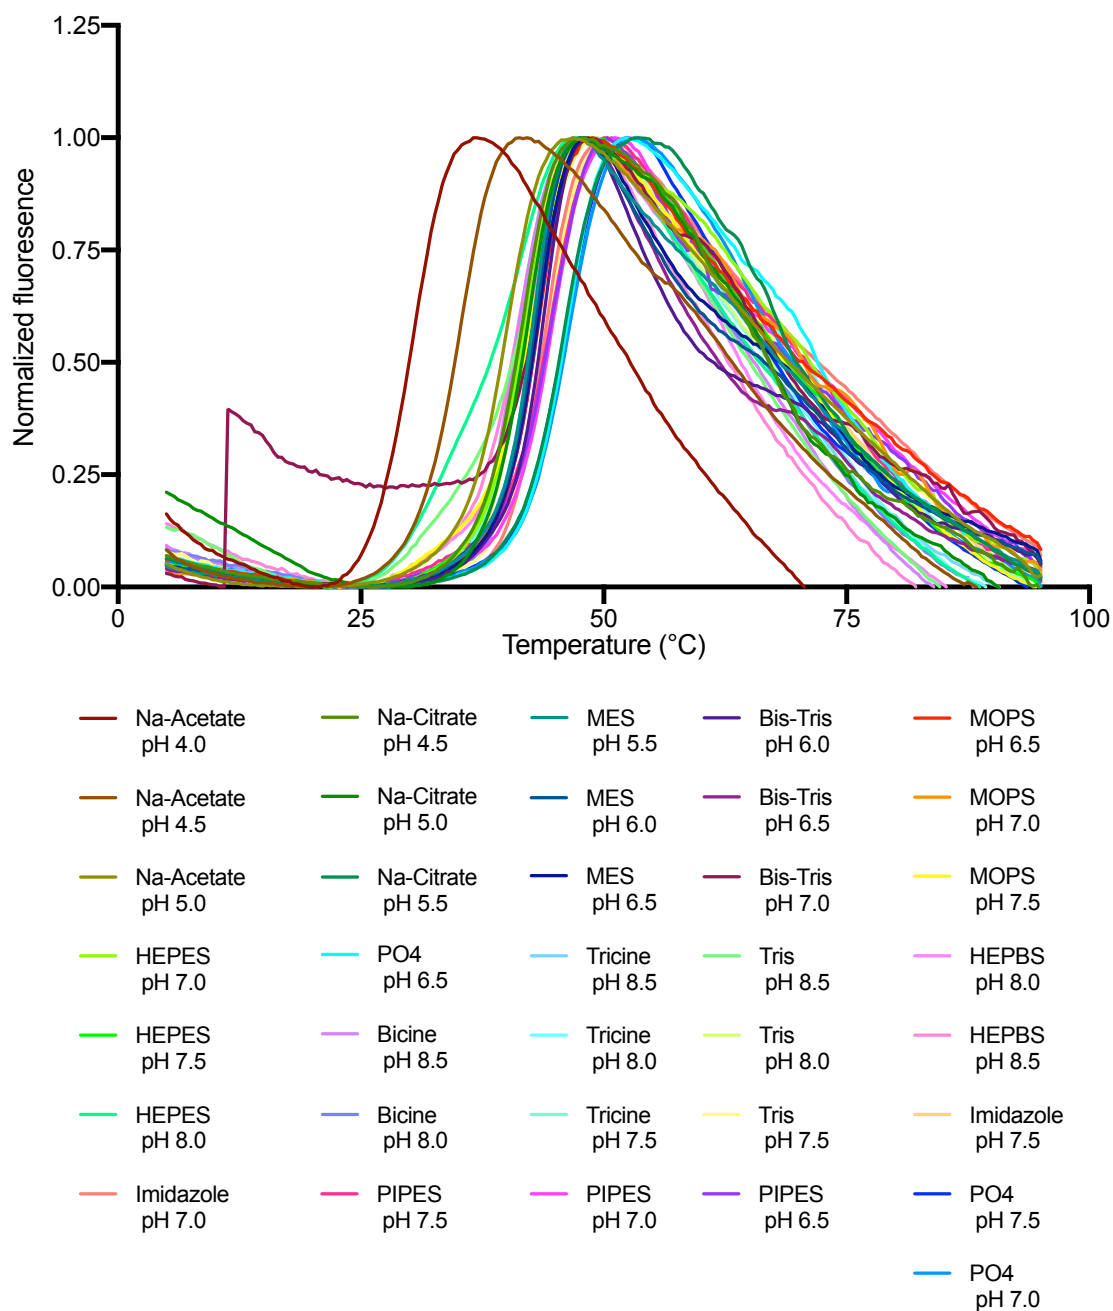 1.25
1.00
0.75
0.50
0.25
0.00
Normalized fluoresence
0
25
50
75
100
Temperature (°C)
Na-Acetate
pH 4.0
Na-Citrate
pH 4.5
MES
pH 5.5
Bis-Tris
pH 6.0
MOPS
pH 6.5
Na-Acetate
pH 4.5
Na-Citrate
pH 5.0
MES
pH 6.0
Bis-Tris
pH 6.5
MOPS
pH 7.0
Na-Acetate
pH 5.0
Na-Citrate
pH 5.5
MES
pH 6.5
Bis-Tris
pH 7.0
MOPS
pH 7.5
HEPES
pH 7.0
PO4
pH 6.5
Tricine
pH 8.5
Tris
pH 8.5
HEPBS
pH 8.0
HEPES
pH 7.5
Bicine
pH 8.5
Tricine
pH 8.0
Tris
pH 8.0
HEPBS
pH 8.5
HEPES
pH 8.0
Bicine
pH 8.0
Tricine
pH 7.5
Tris
pH 7.5
Imidazole
pH 7.5
Imidazole
pH 7.0
PIPES
pH 7.5
PIPES
pH 7.0
PIPES
pH 6.5
PO4
pH 7.5
PO4
pH 7.0